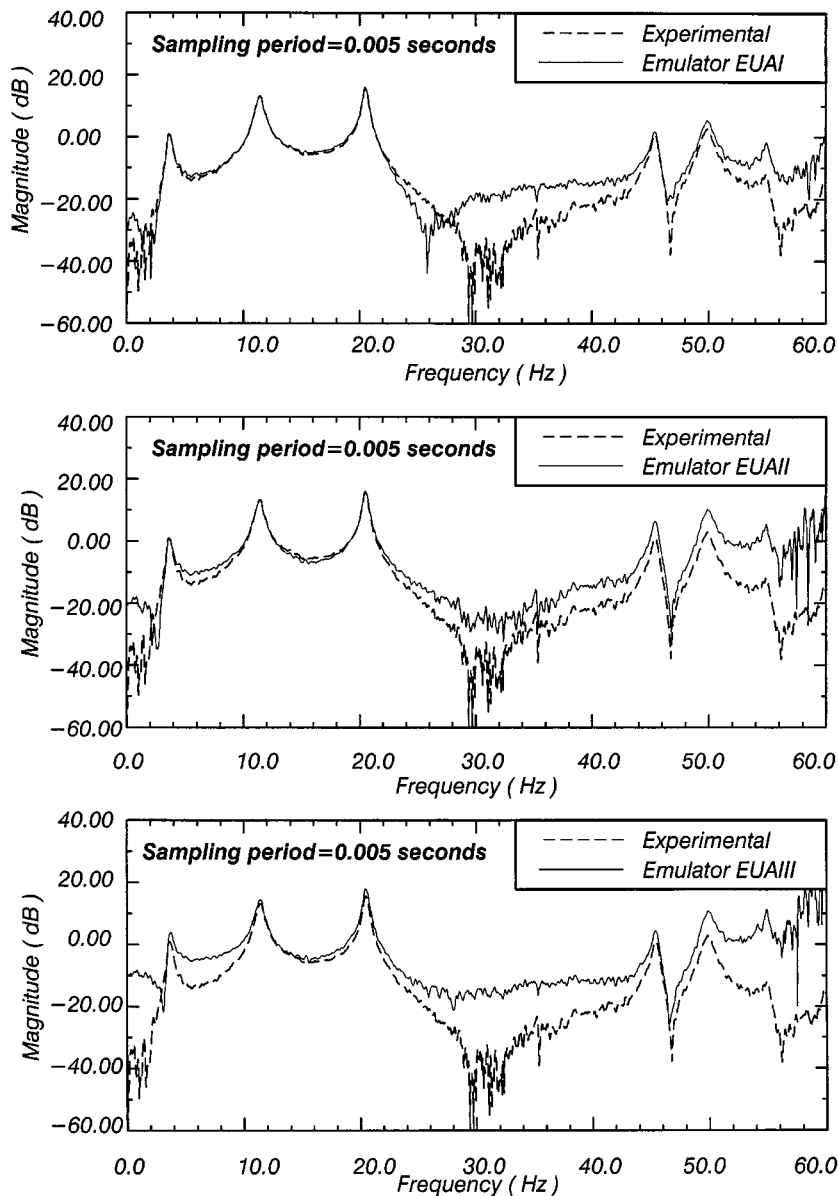 40.00
Sampling period=0.005 seconds
Experimental
Emulator EUAI
20.00
0.00
−20.00
−40.00
−60.00
Magnitude ( dB )
0.0
10.0
20.0
30.0
40.0
50.0
60.0
Frequency ( Hz )
40.00
Sampling period=0.005 seconds
Experimental
Emulator EUAII
20.00
0.00
−20.00
−40.00
−60.00
Magnitude ( dB )
0.0
10.0
20.0
30.0
40.0
50.0
60.0
Frequency ( Hz )
40.00
Sampling period=0.005 seconds
Experimental
Emulator EUAIII
20.00
0.00
−20.00
−40.00
−60.00
Magnitude ( dB )
0.0
10.0
20.0
30.0
40.0
50.0
60.0
Frequency ( Hz )